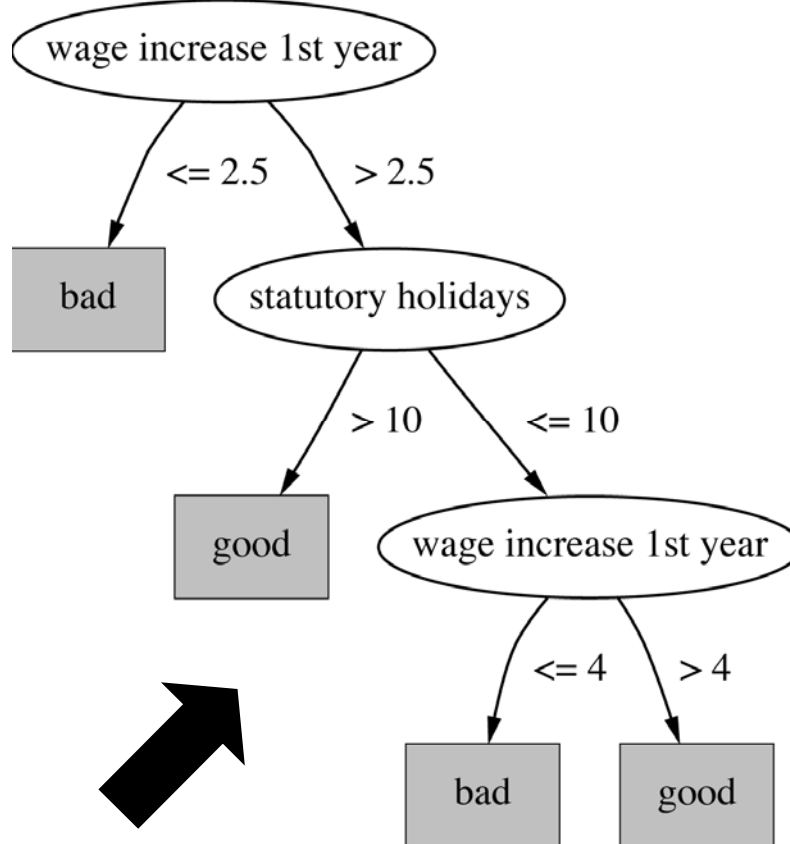 wage increase 1st year
<= 2.5
> 2.5
bad
statutory holidays
> 10
<= 10
good
wage increase 1st year
<= 4
> 4
bad
good